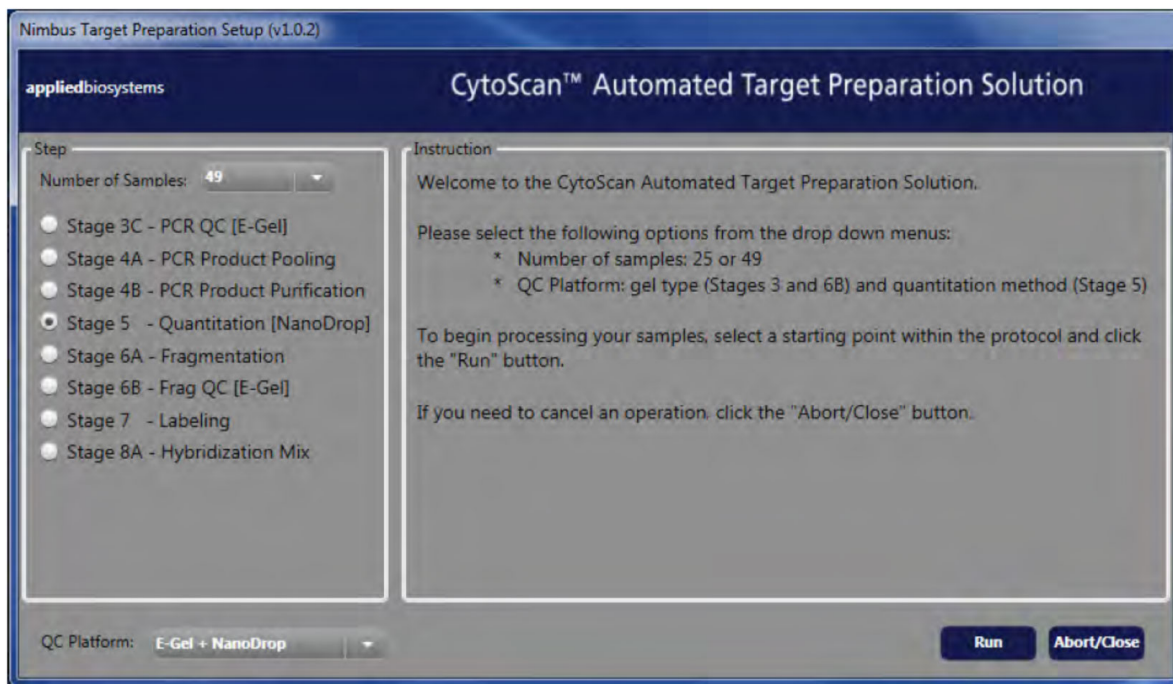 Nimbus Target Preparation Setup (v1.0.2)
appliedbiosystems
CytoScan™ Automated Target Preparation Solution
Step
Number of Samples: 49
Stage 3C - PCR QC [E-Gel]
Stage 4A - PCR Product Pooling
Stage 4B - PCR Product Purification
Stage 5 - Quantitation [NanoDrop]
Stage 6A - Fragmentation
Stage 6B - Frag QC [E-Gel]
Stage 7 - Labeling
Stage 8A - Hybridization Mix
Instruction
Welcome to the CytoScan Automated Target Preparation Solution.
Please select the following options from the drop down menus:
* Number of samples: 25 or 49
* QC Platform: gel type (Stages 3 and 6B) and quantitation method (Stage 5)
To begin processing your samples, select a starting point within the protocol and click
the "Run" button.
If you need to cancel an operation, click the "Abort/Close" button.
QC Platform: E-Gel + NanoDrop
Run
Abort/Close